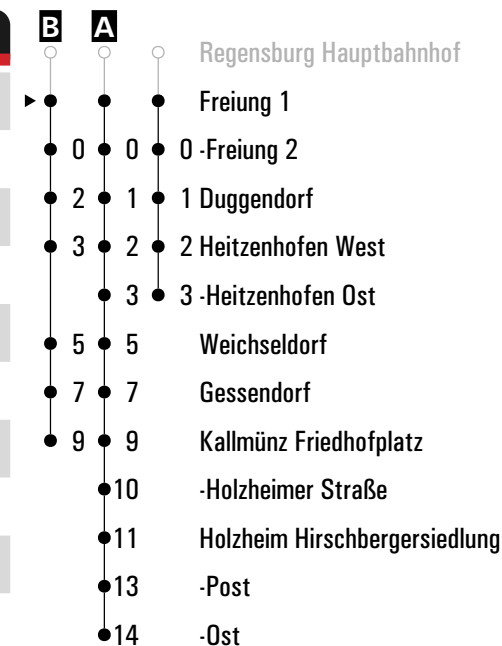 B A
Regensburg Hauptbahnhof
Freiung 1
0 0 0 -Freiung 2
2 1 1 Duggendorf
3 2 2 Heitzenhofen West
3 3 -Heitzenhofen Ost
5 5 Weichseldorf
7 7 Gessendorf
9 9 Kallmünz Friedhofplatz
10 -Holzheimer Straße
11 Holzheim Hirschbergersiedlung
13 -Post
14 -Ost